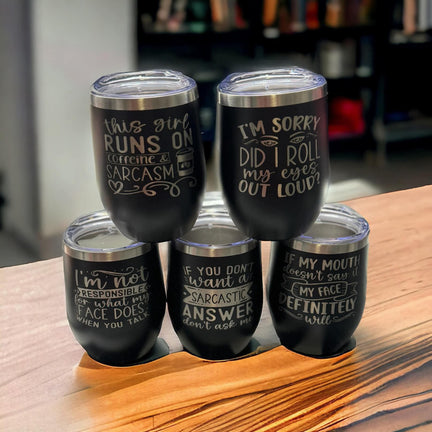 this girl
RUNS ON
caffeine &
SARCASM
I'M SORRY
DID I ROLL
my eyes
OUT LOUD?
I'm not
RESPONSIBLE
for what my
FACE DOES
WHEN YOU TALK
IF YOU DON'T
want a
SARCASTIC
ANSWER
don't ask me
IF MY MOUTH
doesn't say it
MY FACE
DEFINITELY
will